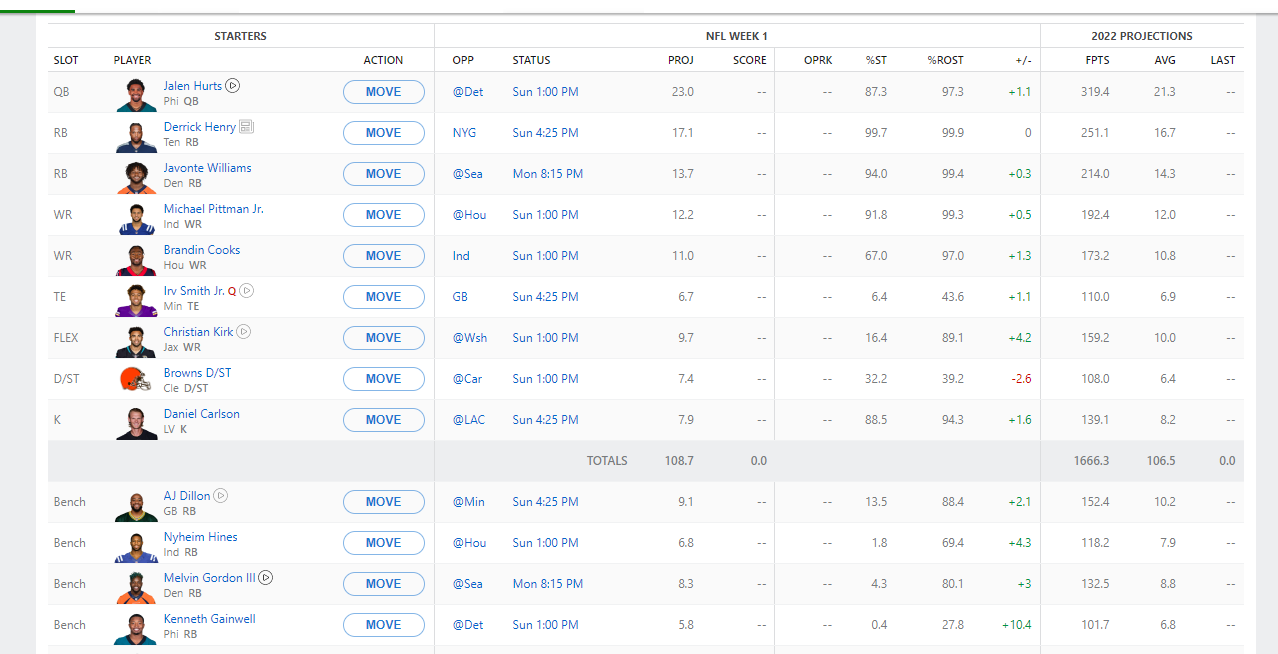 STARTERS NFL WEEK 1 2022 PROJECTIONS
SLOT PLAYER ACTION OPP STATUS PROJ SCORE OPRK %ST %ROST +/- FPTS AVG LAST
QB Jalen Hurts MOVE @Det Sun 1:00 PM 23.0 -- -- 87.3 97.3 +1.1 319.4 21.3 --
Phi QB
RB Derrick Henry MOVE NYG Sun 4:25 PM 17.1 -- -- 99.7 99.9 0 251.1 16.7 --
Ten RB
RB Javonte Williams MOVE @Sea Mon 8:15 PM 13.7 -- -- 94.0 99.4 +0.3 214.0 14.3 --
Den RB
WR Michael Pittman Jr. MOVE @Hou Sun 1:00 PM 12.2 -- -- 91.8 99.3 +0.5 192.4 12.0 --
Ind WR
WR Brandin Cooks MOVE Ind Sun 1:00 PM 11.0 -- -- 67.0 97.0 +1.3 173.2 10.8 --
Hou WR
TE Irv Smith Jr. Q MOVE GB Sun 4:25 PM 6.7 -- -- 6.4 43.6 +1.1 110.0 6.9 --
Min TE
FLEX Christian Kirk MOVE @Wsh Sun 1:00 PM 9.7 -- -- 16.4 89.1 +4.2 159.2 10.0 --
Jax WR
D/ST Browns D/ST MOVE @Car Sun 1:00 PM 7.4 -- -- 32.2 39.2 -2.6 108.0 6.4 --
Cle D/ST
K Daniel Carlson MOVE @LAC Sun 4:25 PM 7.9 -- -- 88.5 94.3 +1.6 139.1 8.2 --
LV K
TOTALS 108.7 0.0 1666.3 106.5 0.0
Bench AJ Dillon MOVE @Min Sun 4:25 PM 9.1 -- -- 13.5 88.4 +2.1 152.4 10.2 --
GB RB
Bench Nyheim Hines MOVE @Hou Sun 1:00 PM 6.8 -- -- 1.8 69.4 +4.3 118.2 7.9 --
Ind RB
Bench Melvin Gordon III MOVE @Sea Mon 8:15 PM 8.3 -- -- 4.3 80.1 +3 132.5 8.8 --
Den RB
Bench Kenneth Gainwell MOVE @Det Sun 1:00 PM 5.8 -- -- 0.4 27.8 +10.4 101.7 6.8 --
Phi RB